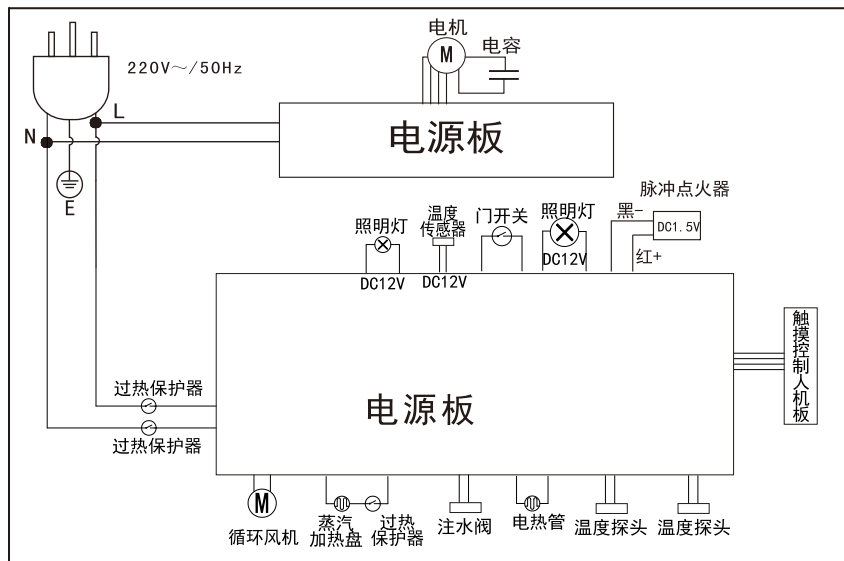 220V～/50Hz
电机
M
电容
L
N
E
电源板
照明灯
DC12V
温度
传感器
DC12V
门开关
照明灯
DC12V
脉冲点火器
黑-
DC1.5V
红+
触摸控制人机板
过热保护器
过热保护器
电源板
M
循环风机
蒸汽
加热盘
过热
保护器
注水阀
电热管
温度探头
温度探头